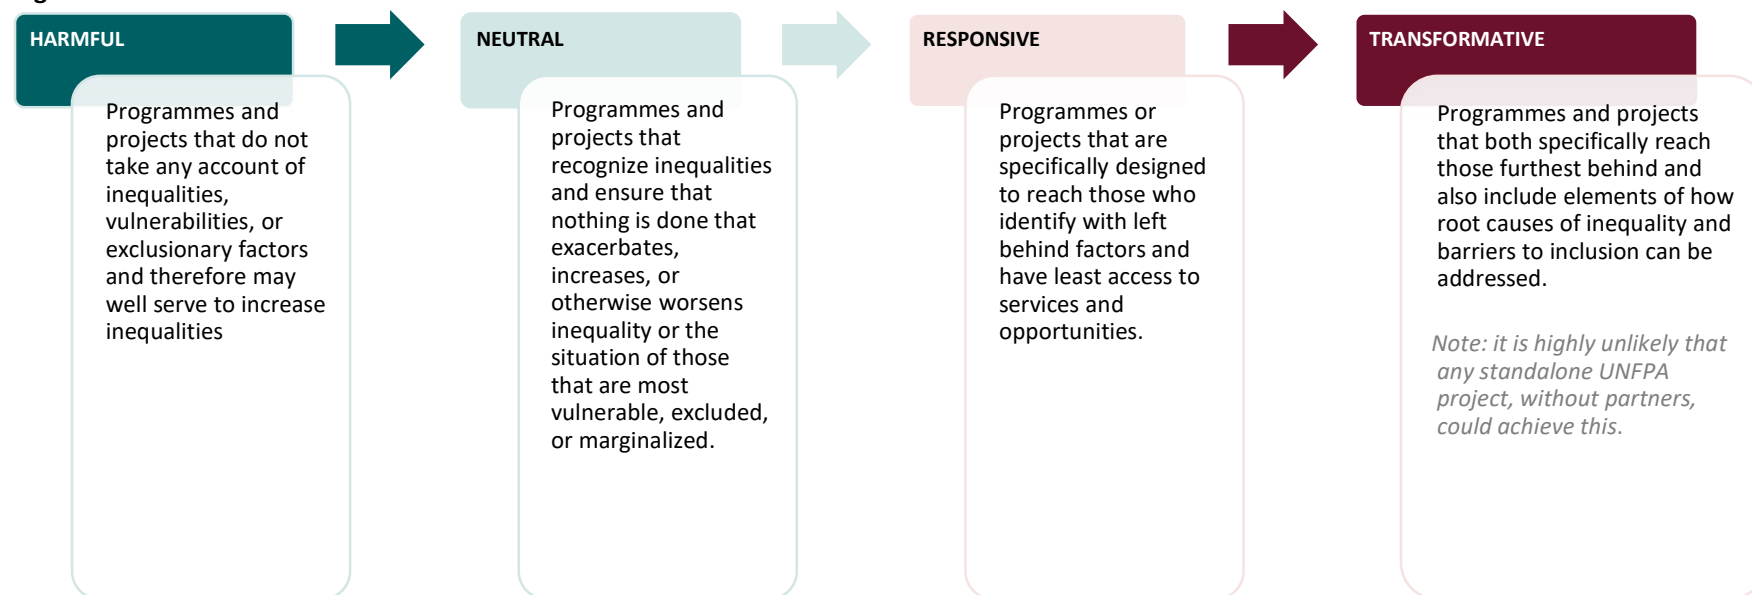 HARMFUL
Programmes and
projects that do not
take any account of
inequalities,
vulnerabilities, or
exclusionary factors
and therefore may
well serve to increase
inequalities
NEUTRAL
Programmes and
projects that
recognize inequalities
and ensure that
nothing is done that
exacerbates,
increases, or
otherwise worsens
inequality or the
situation of those
that are most
vulnerable, excluded,
or marginalized.
RESPONSIVE
Programmes or
projects that are
specifically designed
to reach those who
identify with left
behind factors and
have least access to
services and
opportunities.
TRANSFORMATIVE
Programmes and projects
that both specifically reach
those furthest behind and
also include elements of how
root causes of inequality and
barriers to inclusion can be
addressed.
Note: it is highly unlikely that
any standalone UNFPA
project, without partners,
could achieve this.